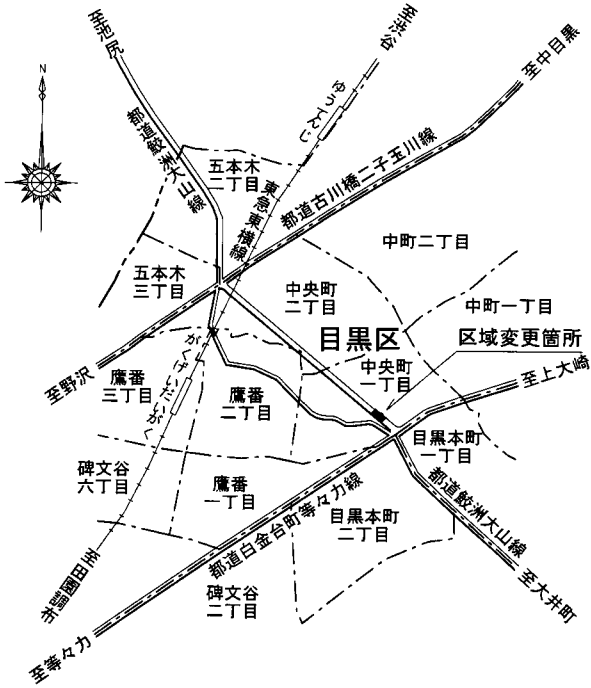 至池尻
至渋谷
至中目黒
N
ゆうてんじ
都道鮫洲大山線
五本木
二丁目
東急東横線
都道古川橋二子玉川線
中町二丁目
五本木
三丁目
中央町
二丁目
中町一丁目
目黒区
区域変更箇所
がくげいだいがく
中央町
一丁目
至野沢
鷹番
三丁目
鷹番
二丁目
至上大崎
目黒本町
一丁目
碑文谷
六丁目
鷹番
一丁目
都道鮫洲大山線
都道白金台町等々力線
目黒本町
二丁目
至田園調布
碑文谷
二丁目
至大井町
至等々力